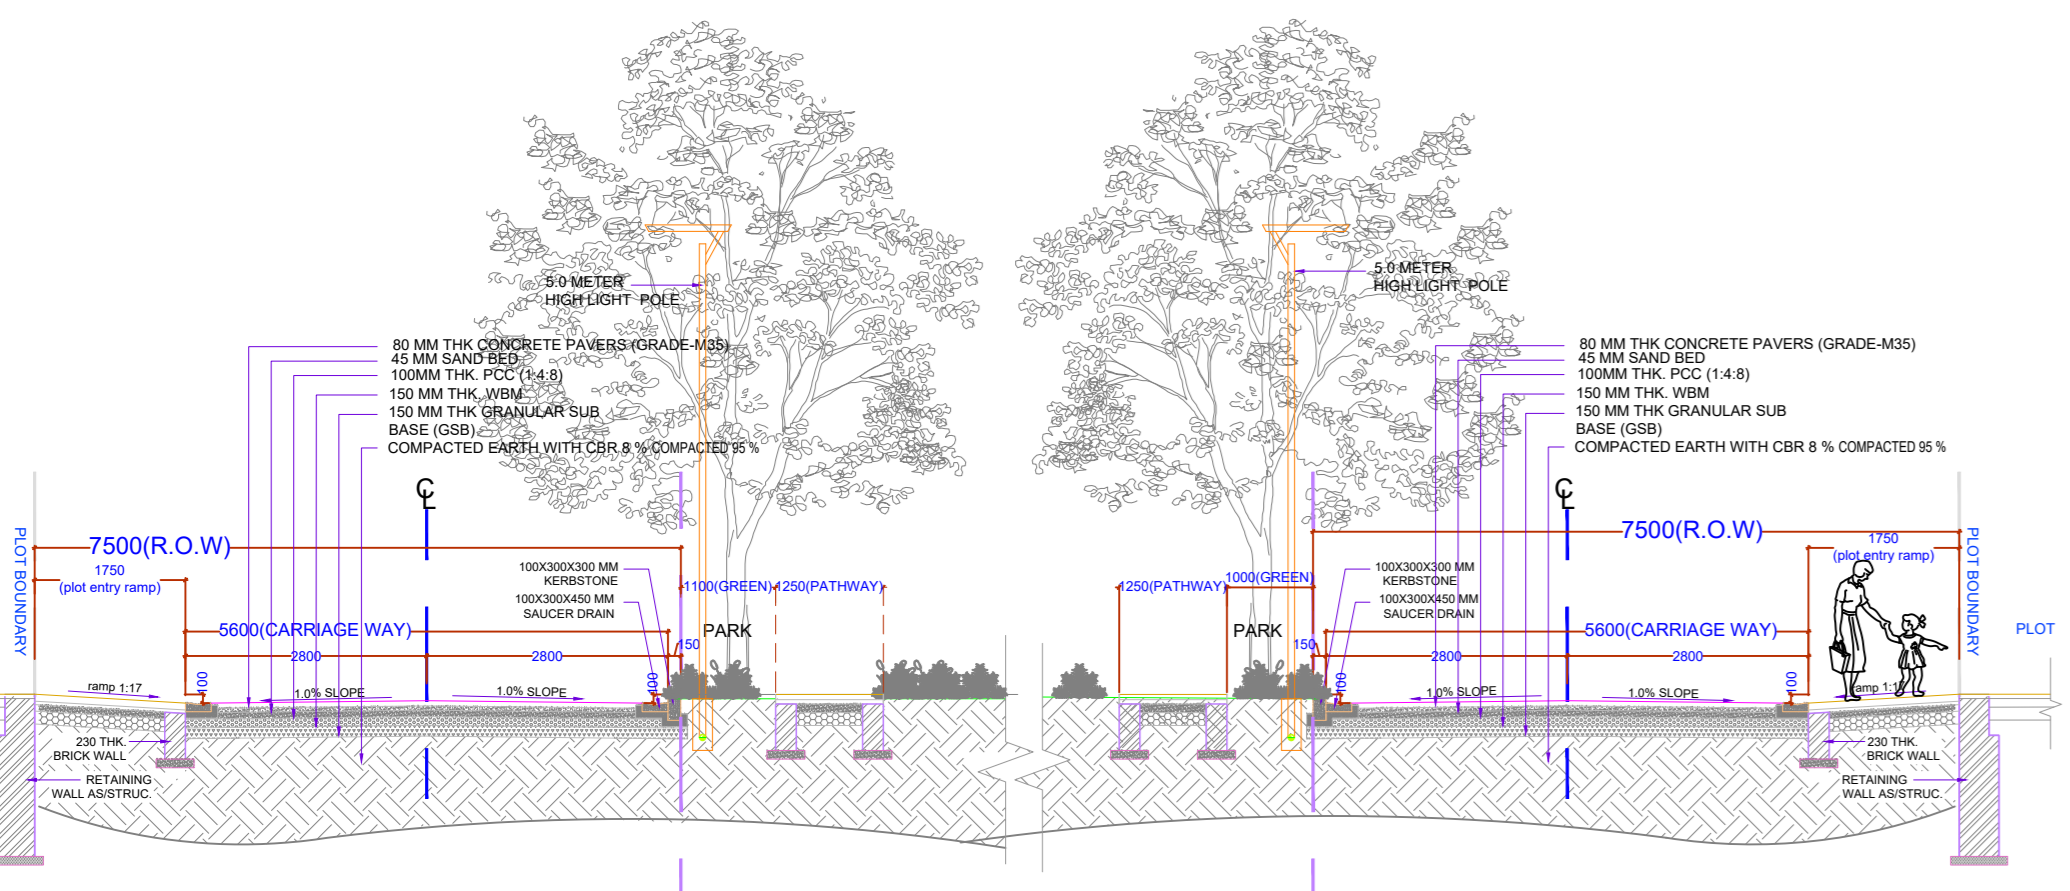 5.0 METER
HIGH LIGHT POLE
80 MM THK CONCRETE PAVERS (GRADE-M35)
45 MM SAND BED
100MM THK. PCC (1:4:8)
150 MM THK. WBM
150 MM THK GRANULAR SUB
BASE (GSB)
COMPACTED EARTH WITH CBR 8 % COMPACTED 95 %
CL
PLOT BOUNDARY
7500(R.O.W)
1750
(plot entry ramp)
100X300X300 MM
KERBSTONE
100X300X450 MM
SAUCER DRAIN
1100(GREEN)
1250(PATHWAY)
5600(CARRIAGE WAY)
150
PARK
2800
2800
100
100
ramp 1:17
1.0% SLOPE
1.0% SLOPE
230 THK.
BRICK WALL
RETAINING
WALL AS/STRUC.
5.0 METER
HIGH LIGHT POLE
80 MM THK CONCRETE PAVERS (GRADE-M35)
45 MM SAND BED
100MM THK. PCC (1:4:8)
150 MM THK. WBM
150 MM THK GRANULAR SUB
BASE (GSB)
COMPACTED EARTH WITH CBR 8 % COMPACTED 95 %
CL
7500(R.O.W)
1750
(plot entry ramp)
PLOT BOUNDARY
1250(PATHWAY)
1000(GREEN)
100X300X300 MM
KERBSTONE
100X300X450 MM
SAUCER DRAIN
PARK
150
5600(CARRIAGE WAY)
PLOT
2800
2800
100
100
1.0% SLOPE
1.0% SLOPE
230 THK.
BRICK WALL
RETAINING
WALL AS/STRUC.